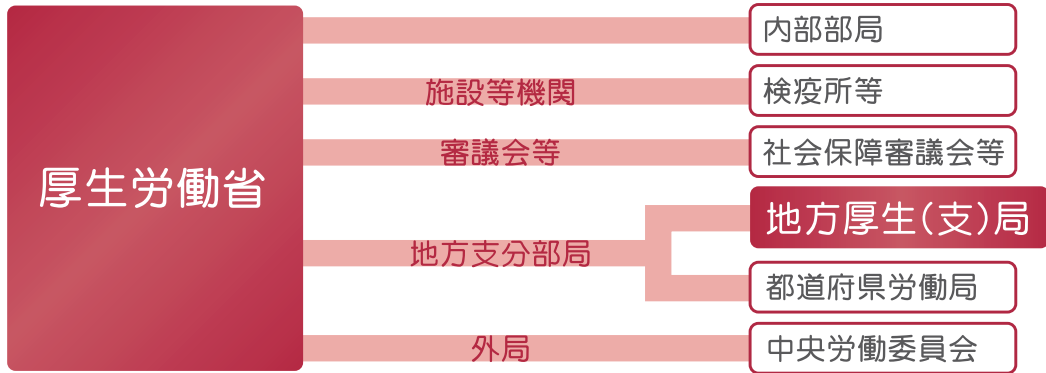 厚生労働省
内部部局
施設等機関
検疫所等
審議会等
社会保障審議会等
地方支分部局
地方厚生(支)局
都道府県労働局
外局
中央労働委員会